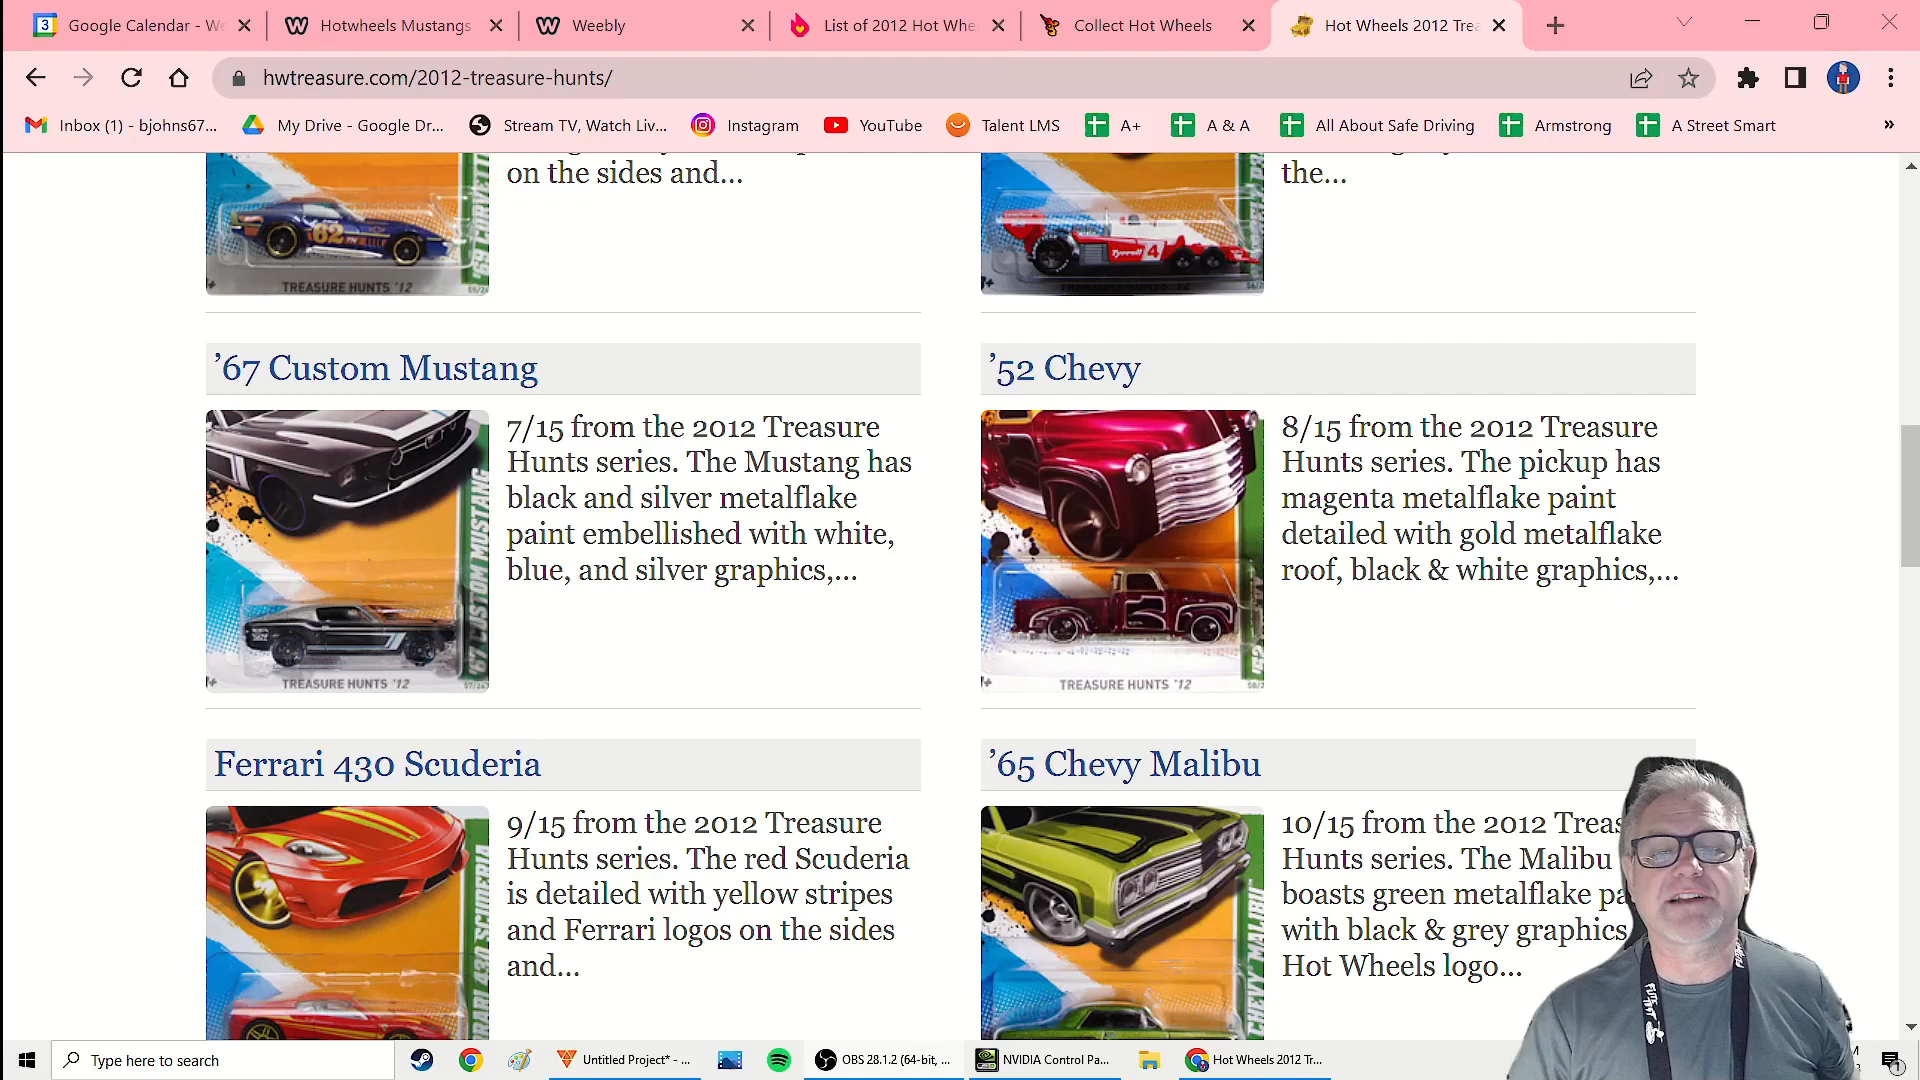 3 Google Calendar - We
Hotwheels Mustangs
Weebly
List of 2012 Hot Whe
Collect Hot Wheels
Hot Wheels 2012 Trea
hwtreasure.com/2012-treasure-hunts/
Inbox (1) - bjohns67...
My Drive - Google Dr...
Stream TV, Watch Liv...
Instagram
YouTube
Talent LMS
A+
A & A
All About Safe Driving
Armstrong
A Street Smart
»
on the sides and...
the...
62
TREASURE HUNTS '12
Tyrrell 4
’67 Custom Mustang
’52 Chevy
7/15 from the 2012 Treasure
Hunts series. The Mustang has
black and silver metalflake
paint embellished with white,
blue, and silver graphics,...
'67 CUSTOM MUSTANG
TREASURE HUNTS '12
8/15 from the 2012 Treasure
Hunts series. The pickup has
magenta metalflake paint
detailed with gold metalflake
roof, black & white graphics,...
TREASURE HUNTS '12
Ferrari 430 Scuderia
’65 Chevy Malibu
9/15 from the 2012 Treasure
Hunts series. The red Scuderia
is detailed with yellow stripes
and Ferrari logos on the sides
and...
10/15 from the 2012 Treas
Hunts series. The Malibu
boasts green metalflake pa
with black & grey graphics
Hot Wheels logo...
CHEVY MALIBU
Type here to search
Untitled Project* - ...
OBS 28.1.2 (64-bit, ...
NVIDIA Control Pa...
Hot Wheels 2012 Tr...
1